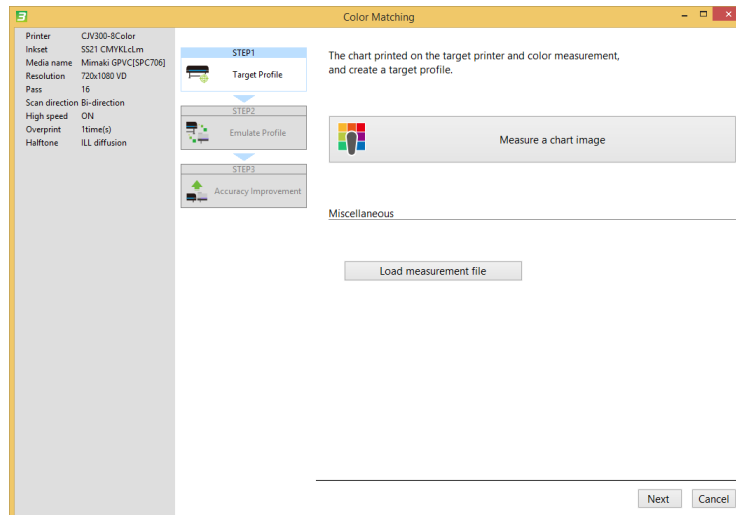 3
Color Matching
Printer CJV300-8Color
Inkset SS21 CMYKLcLm
Media name Mimaki GPVC[SPC706]
Resolution 720x1080 VD
Pass 16
Scan direction Bi-direction
High speed ON
Overprint 1time(s)
Halftone ILL diffusion
STEP1
Target Profile
STEP2
Emulate Profile
STEP3
Accuracy Improvement
The chart printed on the target printer and color measurement,
and create a target profile.
Measure a chart image
Miscellaneous
Load measurement file
Next Cancel